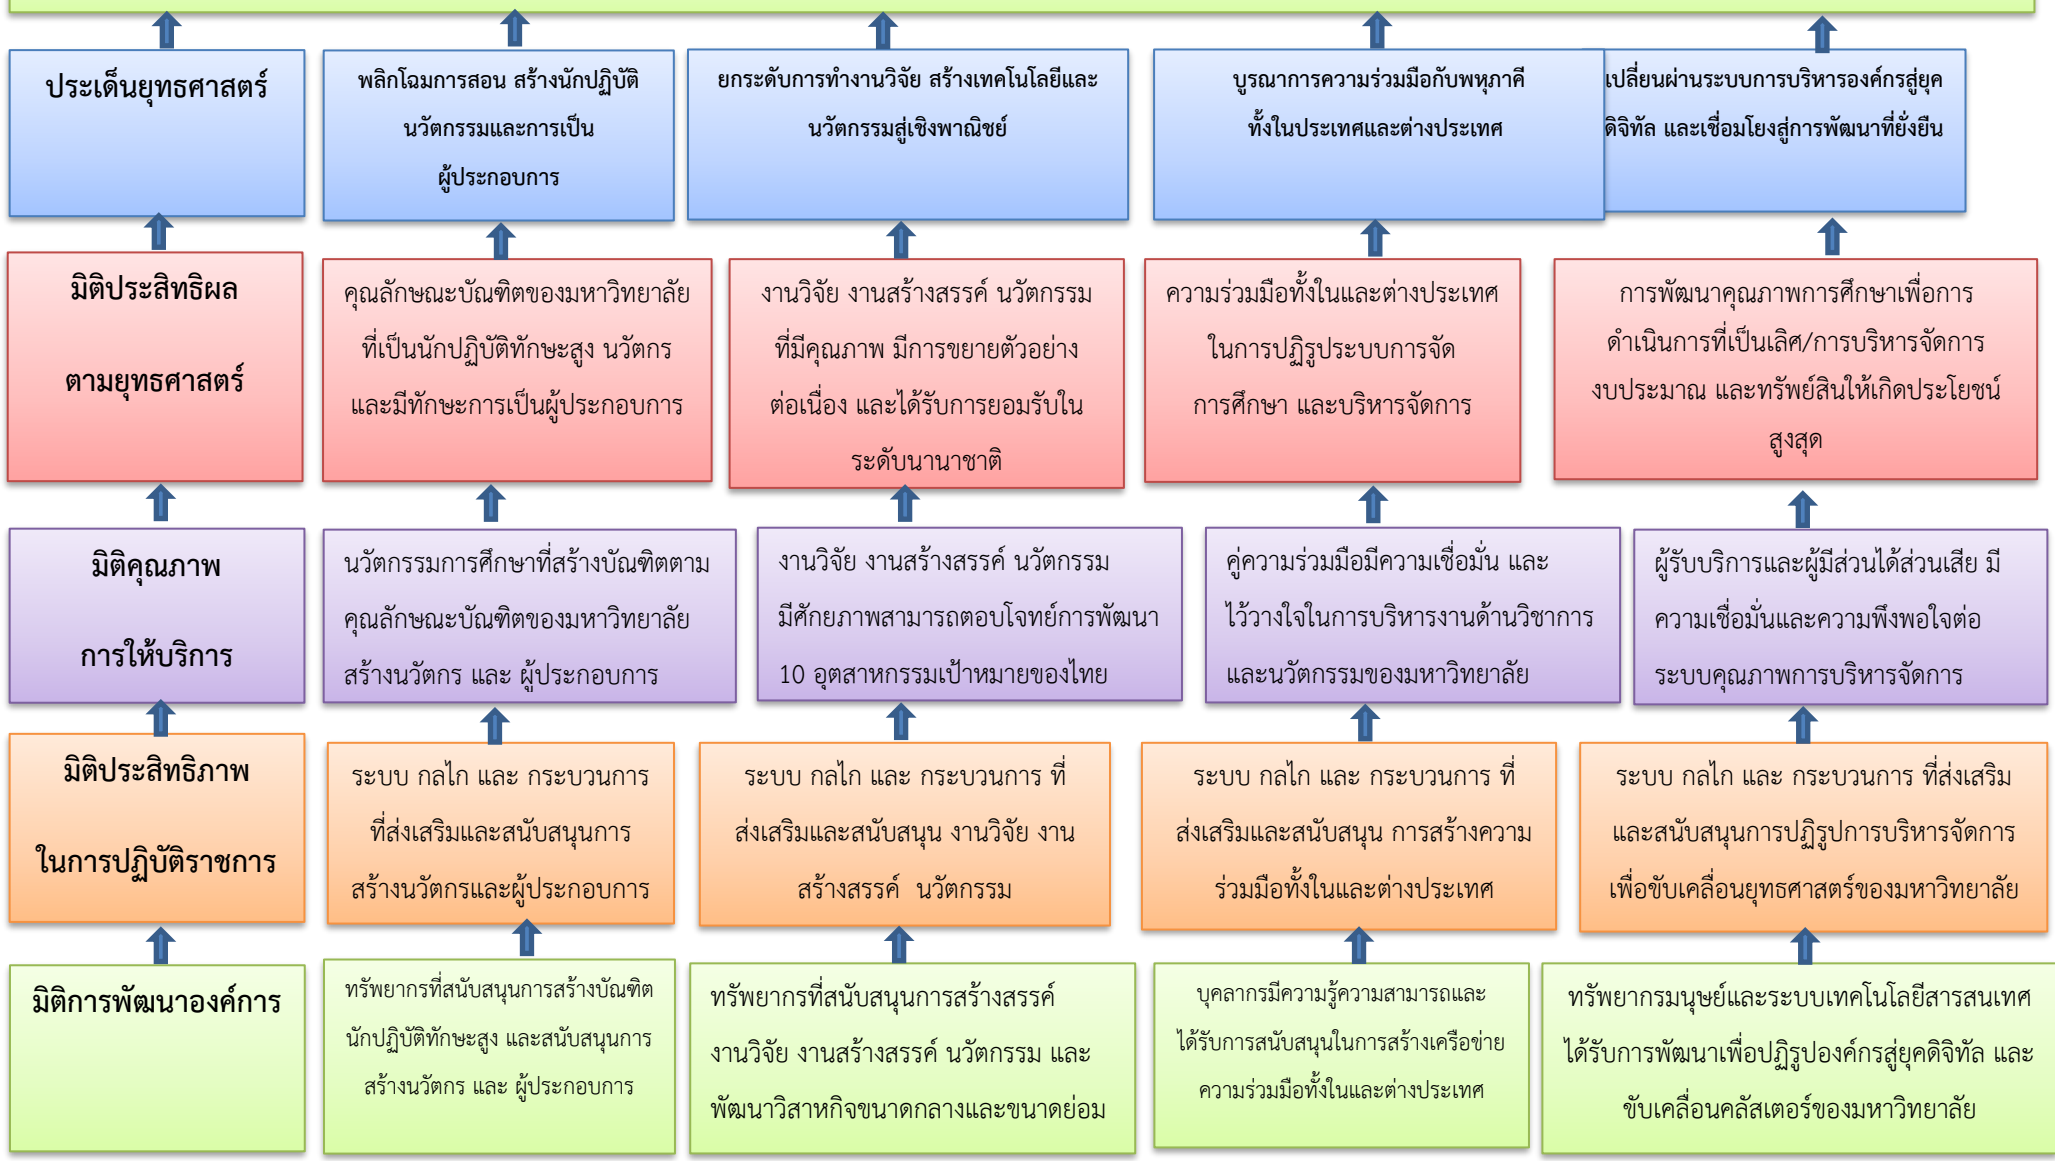 ประเด็นยุทธศาสตร์
พลิกโฉมการสอน สร้างนักปฏิบัติ
นวัตกรรมและการเป็น
ผู้ประกอบการ
ยกระดับการทำงานวิจัย สร้างเทคโนโลยีและ
นวัตกรรมสู่เชิงพาณิชย์
บูรณาการความร่วมมือกับพหุภาคี
ทั้งในประเทศและต่างประเทศ
เปลี่ยนผ่านระบบการบริหารองค์กรสู่ยุค
ดิจิทัล และเชื่อมโยงสู่การพัฒนาที่ยั่งยืน
มิติประสิทธิผล
ตามยุทธศาสตร์
คุณลักษณะบัณฑิตของมหาวิทยาลัย
ที่เป็นนักปฏิบัติทักษะสูง นวัตกร
และมีทักษะการเป็นผู้ประกอบการ
งานวิจัย งานสร้างสรรค์ นวัตกรรม
ที่มีคุณภาพ มีการขยายตัวอย่าง
ต่อเนื่อง และได้รับการยอมรับใน
ระดับนานาชาติ
ความร่วมมือทั้งในและต่างประเทศ
ในการปฏิรูประบบการจัด
การศึกษา และบริหารจัดการ
การพัฒนาคุณภาพการศึกษาเพื่อการ
ดำเนินการที่เป็นเลิศ/การบริหารจัดการ
งบประมาณ และทรัพย์สินให้เกิดประโยชน์
สูงสุด
มิติคุณภาพ
การให้บริการ
นวัตกรรมการศึกษาที่สร้างบัณฑิตตาม
คุณลักษณะบัณฑิตของมหาวิทยาลัย
สร้างนวัตกร และ ผู้ประกอบการ
งานวิจัย งานสร้างสรรค์ นวัตกรรม
มีศักยภาพสามารถตอบโจทย์การพัฒนา
10 อุตสาหกรรมเป้าหมายของไทย
คู่ความร่วมมือมีความเชื่อมั่น และ
ไว้วางใจในการบริหารงานด้านวิชาการ
และนวัตกรรมของมหาวิทยาลัย
ผู้รับบริการและผู้มีส่วนได้ส่วนเสีย มี
ความเชื่อมั่นและความพึงพอใจต่อ
ระบบคุณภาพการบริหารจัดการ
มิติประสิทธิภาพ
ในการปฏิบัติราชการ
ระบบ กลไก และ กระบวนการ
ที่ส่งเสริมและสนับสนุนการ
สร้างนวัตกรและผู้ประกอบการ
ระบบ กลไก และ กระบวนการ ที่
ส่งเสริมและสนับสนุน งานวิจัย งาน
สร้างสรรค์ นวัตกรรม
ระบบ กลไก และ กระบวนการ ที่
ส่งเสริมและสนับสนุน การสร้างความ
ร่วมมือทั้งในและต่างประเทศ
ระบบ กลไก และ กระบวนการ ที่ส่งเสริม
และสนับสนุนการปฏิรูปการบริหารจัดการ
เพื่อขับเคลื่อนยุทธศาสตร์ของมหาวิทยาลัย
มิติการพัฒนาองค์การ
ทรัพยากรที่สนับสนุนการสร้างบัณฑิต
นักปฏิบัติทักษะสูง และสนับสนุนการ
สร้างนวัตกร และ ผู้ประกอบการ
ทรัพยากรที่สนับสนุนการสร้างสรรค์
งานวิจัย งานสร้างสรรค์ นวัตกรรม และ
พัฒนาวิสาหกิจขนาดกลางและขนาดย่อม
บุคลากรมีความรู้ความสามารถและ
ได้รับการสนับสนุนในการสร้างเครือข่าย
ความร่วมมือทั้งในและต่างประเทศ
ทรัพยากรมนุษย์และระบบเทคโนโลยีสารสนเทศ
ได้รับการพัฒนาเพื่อปฏิรูปองค์กรสู่ยุคดิจิทัล และ
ขับเคลื่อนคลัสเตอร์ของมหาวิทยาลัย